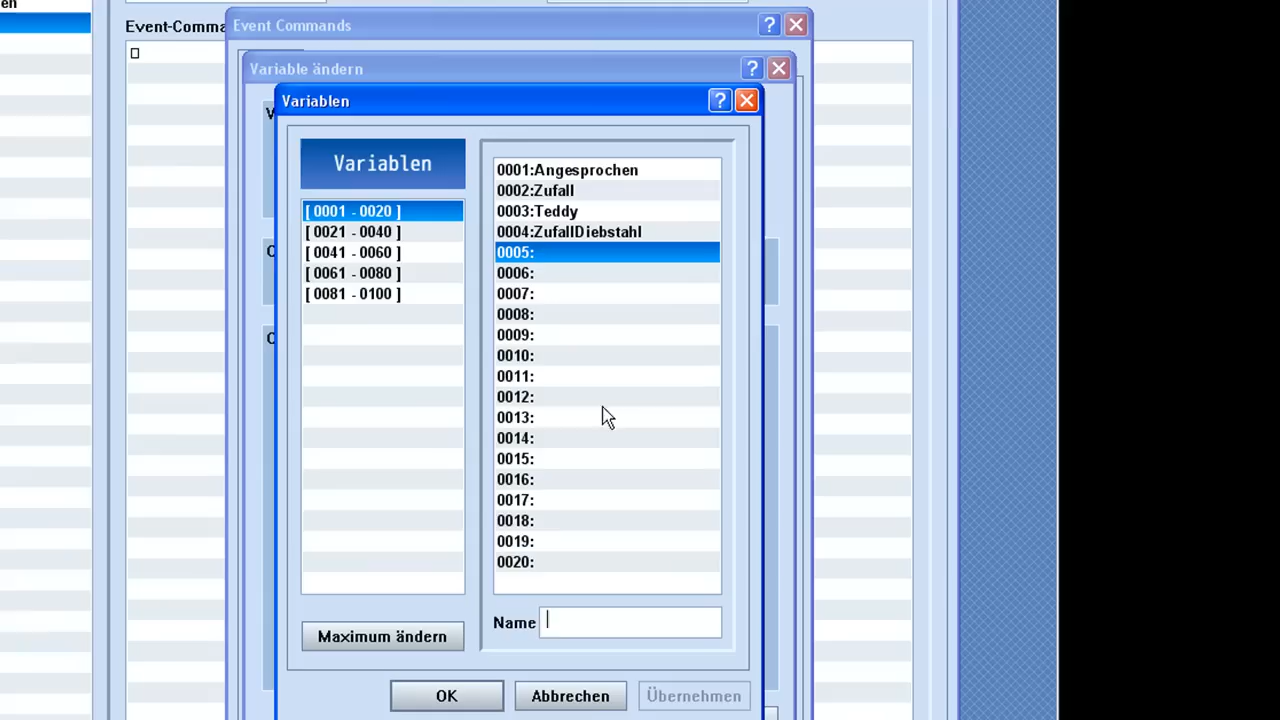 en
Event-Comma
Event Commands
Variable ändern
V
Variablen
Variablen
[ 0001 - 0020 ]
[ 0021 - 0040 ]
[ 0041 - 0060 ]
[ 0061 - 0080 ]
[ 0081 - 0100 ]
Maximum ändern
0001:Angesprochen
0002:Zufall
0003:Teddy
0004:ZufallDiebstahl
0005:
0006:
0007:
0008:
0009:
0010:
0011:
0012:
0013:
0014:
0015:
0016:
0017:
0018:
0019:
0020:
Name
OK
Abbrechen
Übernehmen